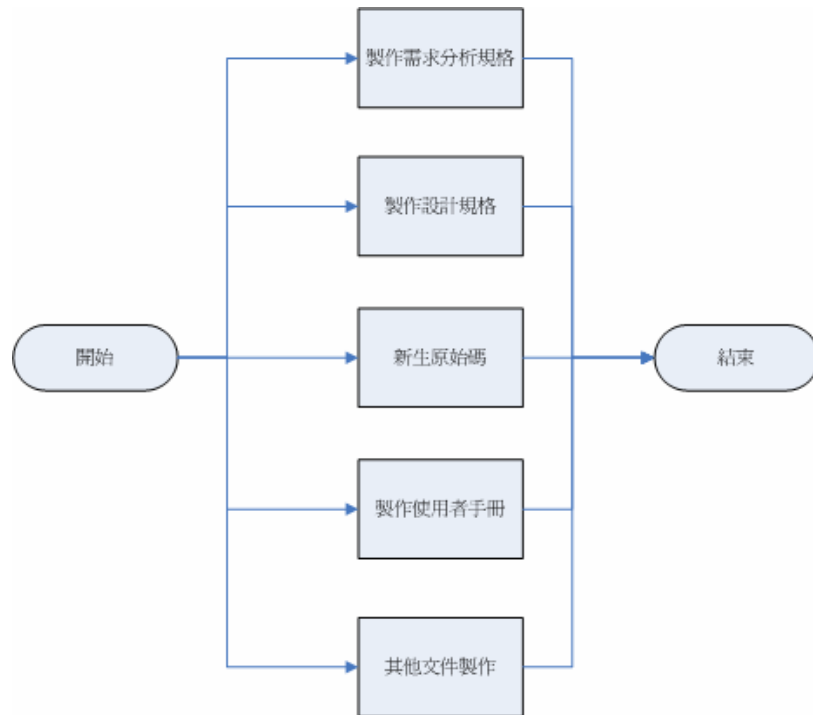 製作需求分析規格
製作設計規格
開始
新生原始碼
結束
製作使用者手冊
其他文件製作